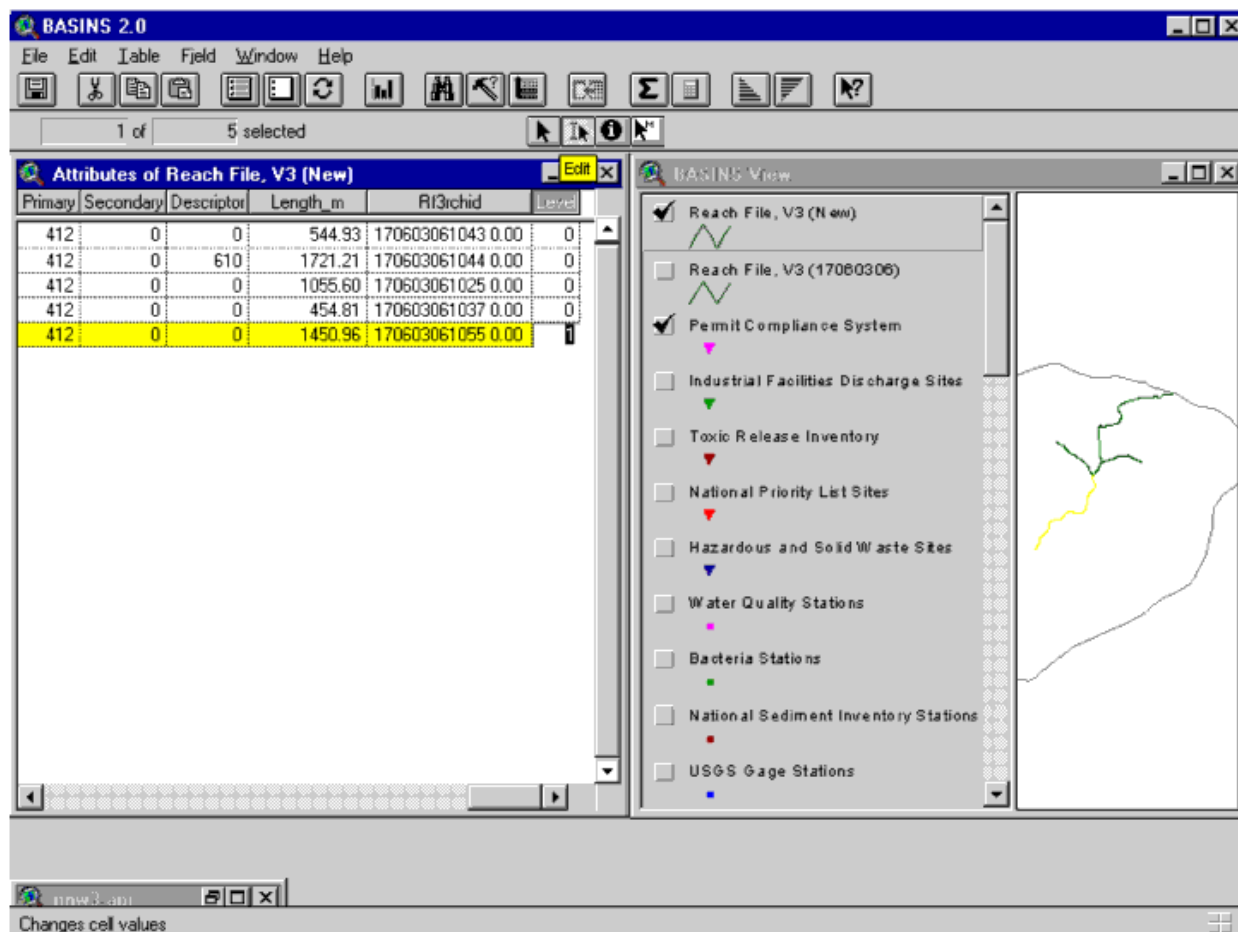 BASINS 2.0
File Edit Table Field Window Help
1 of 5 selected
Edit
Attributes of Reach File, V3 (New)
Primary Secondary Descriptor Length_m Rf3rchid Level
412 0 0 544.93 170603061043 0.00 0
412 0 610 1721.21 170603061044 0.00 0
412 0 0 1055.60 170603061025 0.00 0
412 0 0 454.81 170603061037 0.00 0
412 0 0 1450.96 170603061055 0.00 1
BASINS View
Reach File, V3 (New)
Reach File, V3 (17060306)
Permit Compliance System
Industrial Facilities Discharge Sites
Toxic Release Inventory
National Priority List Sites
Hazardous and Solid Waste Sites
Water Quality Stations
Bacteria Stations
National Sediment Inventory Stations
USGS Gage Stations
Changes cell values